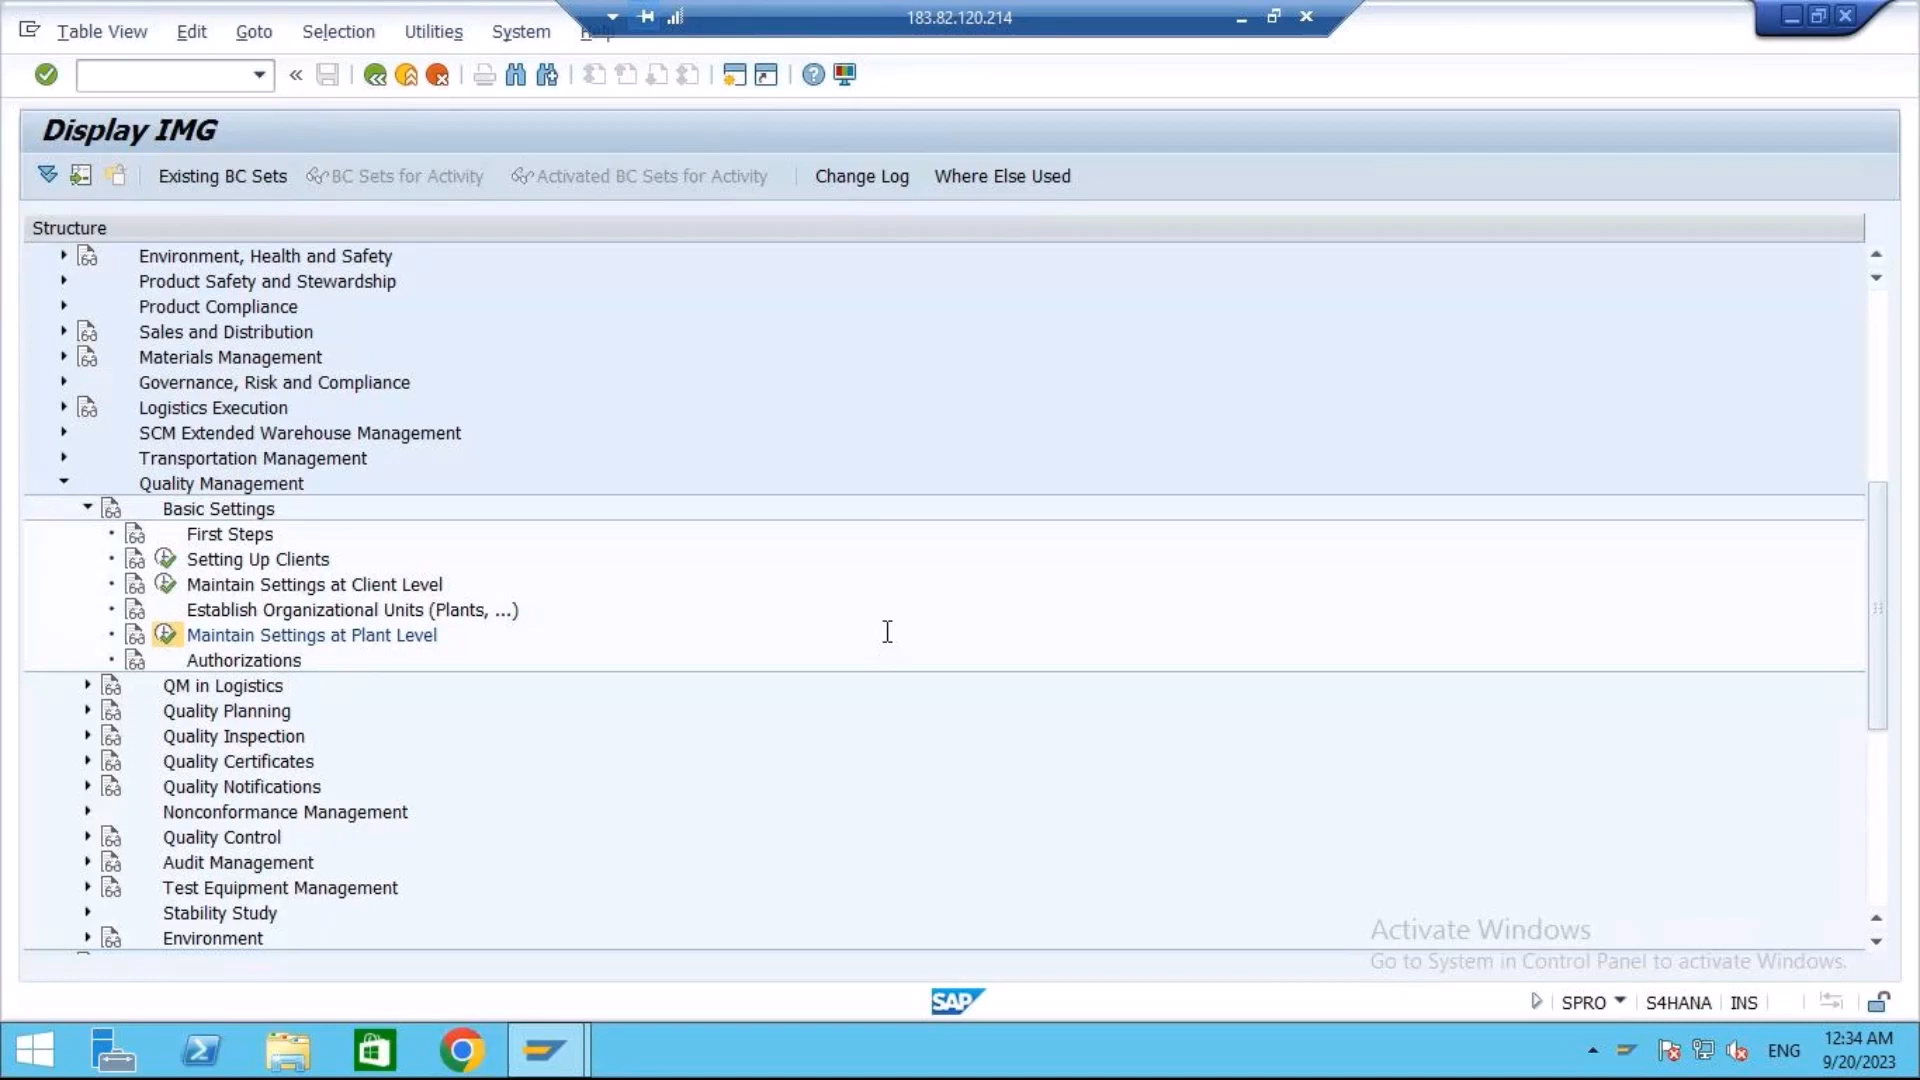 183.82.120.214
Table View Edit Goto Selection Utilities System Help
Display IMG
Existing BC Sets BC Sets for Activity Activated BC Sets for Activity Change Log Where Else Used
Structure
Environment, Health and Safety
Product Safety and Stewardship
Product Compliance
Sales and Distribution
Materials Management
Governance, Risk and Compliance
Logistics Execution
SCM Extended Warehouse Management
Transportation Management
Quality Management
Basic Settings
First Steps
Setting Up Clients
Maintain Settings at Client Level
Establish Organizational Units (Plants, ...)
Maintain Settings at Plant Level
Authorizations
QM in Logistics
Quality Planning
Quality Inspection
Quality Certificates
Quality Notifications
Nonconformance Management
Quality Control
Audit Management
Test Equipment Management
Stability Study
Environment
Activate Windows
Go to System in Control Panel to activate Windows.
SAP
SPRO S4HANA INS
ENG
12:34 AM
9/20/2023